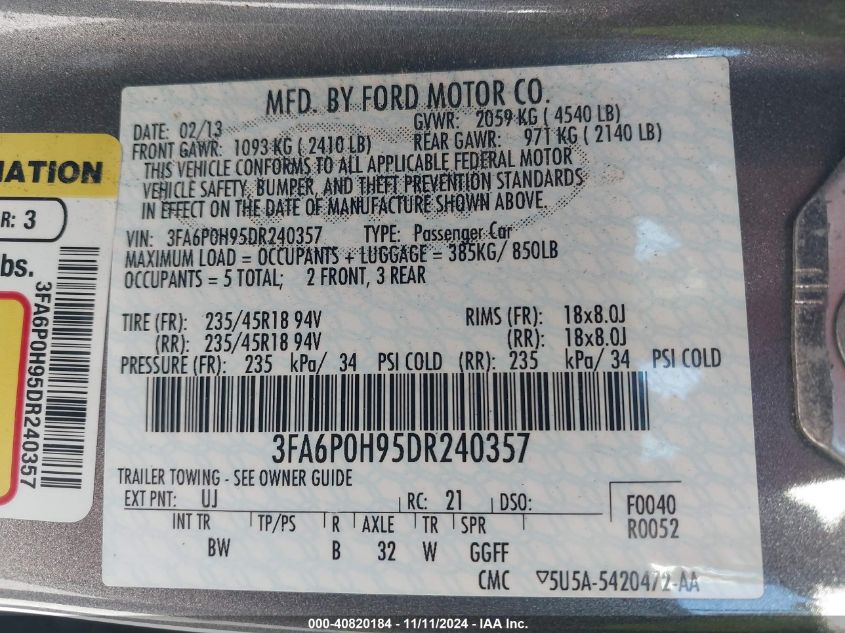 MFD. BY FORD MOTOR CO.
DATE: 02/13 GVWR: 2059 KG ( 4540 LB)
FRONT GAWR: 1093 KG ( 2410 LB) REAR GAWR: 971 KG ( 2140 LB)
THIS VEHICLE CONFORMS TO ALL APPLICABLE FEDERAL MOTOR
VEHICLE SAFETY, BUMPER, AND THEFT PREVENTION STANDARDS
IN EFFECT ON THE DATE OF MANUFACTURE SHOWN ABOVE.
VIN: 3FA6P0H95DR240357 TYPE: Passenger Car
MAXIMUM LOAD = OCCUPANTS + LUGGAGE = 385KG/ 850LB
OCCUPANTS = 5 TOTAL; 2 FRONT, 3 REAR
TIRE (FR): 235/45R18 94V RIMS (FR): 18x8.0J
(RR): 235/45R18 94V (RR): 18x8.0J
PRESSURE (FR): 235 kPa/ 34 PSI COLD (RR): 235 kPa/ 34 PSI COLD
3FA6P0H95DR240357
TRAILER TOWING - SEE OWNER GUIDE
EXT PNT: UJ RC: 21 DSO:
F0040
R0052
INT TR TP/PS R AXLE TR SPR
BW B 32 W GGFF
CMC ▽5U5A-5420472-AA
R: 3
bs.
3FA6P0H95DR240357
000-40820184 - 11/11/2024 - IAA Inc.